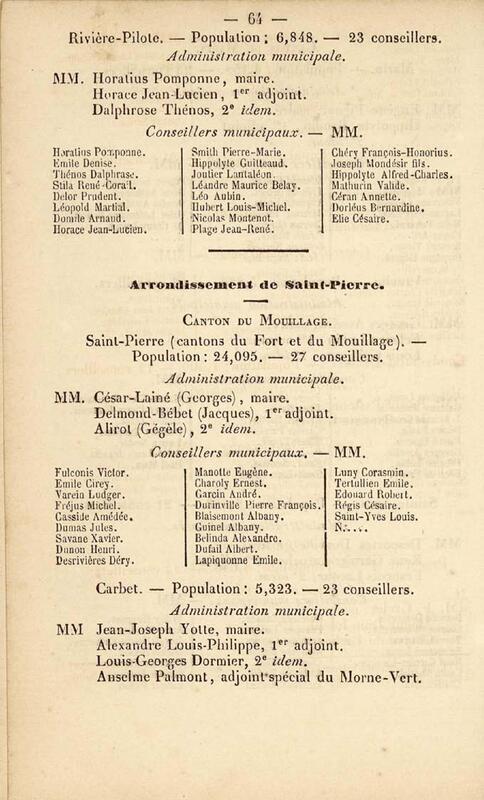 — 64 —
Rivière-Pilote. — Population : 6,848. — 23 conseillers.
Administration municipale.
MM. Horatius Pomponne, maire.
Horace Jean-Lucien, 1er adjoint.
Dalphrose Thénos, 2e idem.
Conseillers municipaux. — MM.
Horatius Pomponne.
Emile Denise.
Thénos Dalphrase.
Stila René-Corail.
Delor Prudent.
Léopold Martial.
Domile Arnaud.
Horace Jean-Lucien.
Smith Pierre-Marie.
Hippolyte Guitteaud.
Joutier Lantaléon.
Léandre Maurice Bélay.
Léo Aubin.
Hubert Louis-Michel.
Nicolas Montenot.
Plage Jean-René.
Chéry François-Honorius.
Joseph Mondésir fils.
Hippolyte Alfred-Charles.
Mathurin Valide.
Céran Annette.
Dorléus Bernardine.
Elie Césaire.
Arrondissement de Saint-Pierre.
Canton du Mouillage.
Saint-Pierre (cantons du Fort et du Mouillage). —
Population : 24,095. — 27 conseillers.
Administration municipale.
MM. César-Lainé (Georges), maire.
Delmond-Bébet (Jacques), 1er adjoint.
Alirot (Gégèle), 2e idem.
Conseillers municipaux. — MM.
Fulconis Victor.
Emile Cirey.
Varein Ludger.
Fréjus Michel.
Casside Amédée.
Dumas Jules.
Savane Xavier.
Dunon Henri.
Desrivières Déry.
Manotte Eugène.
Charoly Ernest.
Garcin André.
Durinville Pierre François.
Blaisemont Albany.
Guinel Albany.
Belinda Alexandre.
Dufail Albert.
Lapiquonne Emile.
Luny Corasmin.
Tertullien Emile.
Edouard Robert.
Régis Césaire.
Saint-Yves Louis.
N.....
Carbet. — Population : 5,323. — 23 conseillers.
Administration municipale.
MM Jean-Joseph Yotte, maire.
Alexandre Louis-Philippe, 1er adjoint.
Louis-Georges Dormier, 2e idem.
Anselme Palmont, adjoint spécial du Morne-Vert.